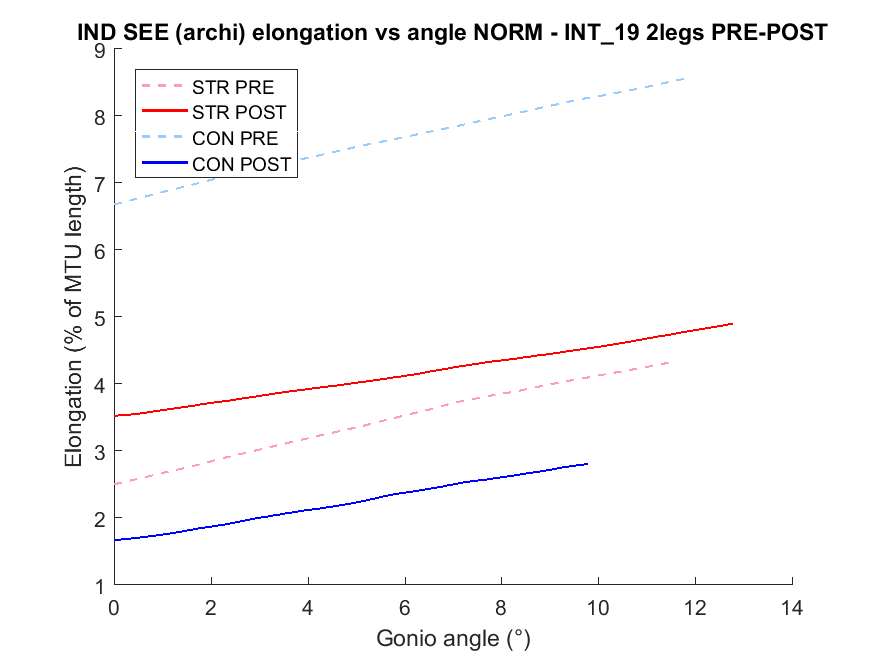 IND SEE (archi) elongation vs angle NORM - INT_19 2legs PRE-POST
9
8
7
6
5
4
3
2
1
Elongation (% of MTU length)
STR PRE
STR POST
CON PRE
CON POST
0 2 4 6 8 10 12 14
Gonio angle (°)